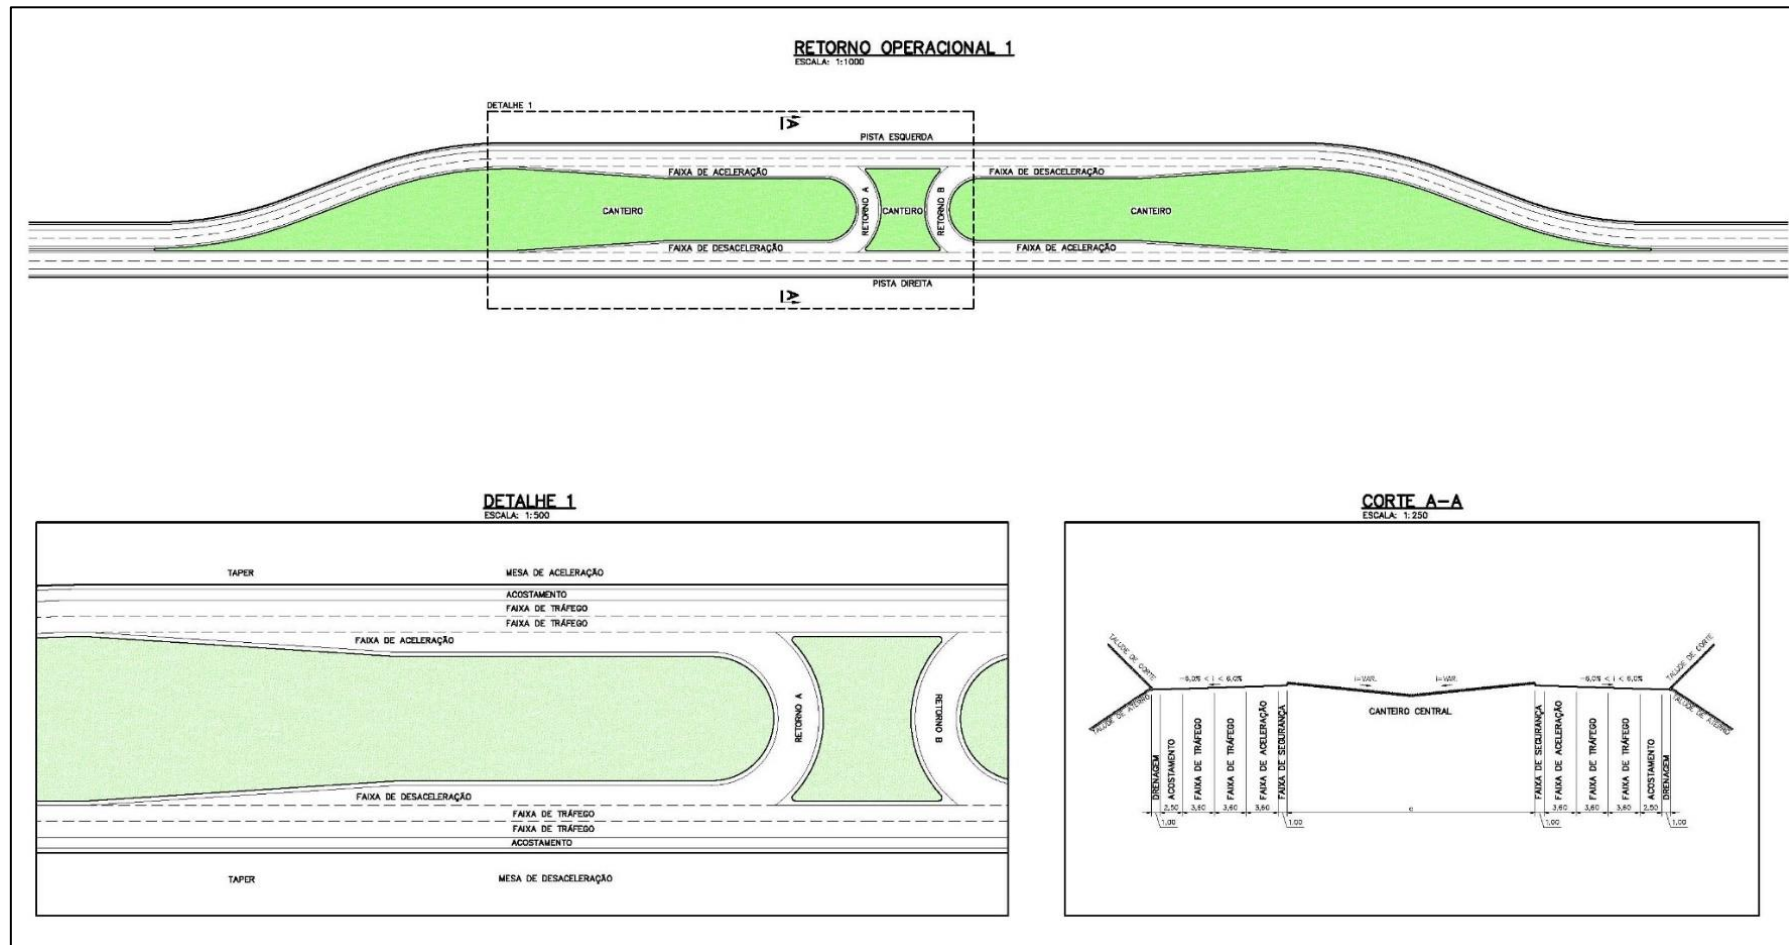 RETORNO OPERACIONAL 1
ESCALA: 1:1000
DETALHE 1
A
PISTA ESQUERDA
FAIXA DE ACELERAÇÃO
FAIXA DE DESACELERAÇÃO
CANTEIRO
RETORNO A
CANTEIRO
RETORNO B
CANTEIRO
FAIXA DE DESACELERAÇÃO
FAIXA DE ACELERAÇÃO
PISTA DIREITA
A
DETALHE 1
ESCALA: 1:500
TAPER
MESA DE ACELERAÇÃO
ACOSTAMENTO
FAIXA DE TRÁFEGO
FAIXA DE TRÁFEGO
FAIXA DE ACELERAÇÃO
RETORNO A
RETORNO B
FAIXA DE DESACELERAÇÃO
FAIXA DE TRÁFEGO
FAIXA DE TRÁFEGO
ACOSTAMENTO
TAPER
MESA DE DESACELERAÇÃO
CORTE A-A
ESCALA: 1:250
TALUDE DE CORTE
TALUDE DE CORTE
-6,0% < i < 6,0%
i=VAR.
i=VAR.
-6,0% < i < 6,0%
TALUDE DE ATERRO
TALUDE DE ATERRO
CANTEIRO CENTRAL
DRENAGEM
ACOSTAMENTO
FAIXA DE TRÁFEGO
FAIXA DE TRÁFEGO
FAIXA DE ACELERAÇÃO
FAIXA DE SEGURANÇA
FAIXA DE SEGURANÇA
FAIXA DE ACELERAÇÃO
FAIXA DE TRÁFEGO
FAIXA DE TRÁFEGO
ACOSTAMENTO
DRENAGEM
2,50 3,60 3,60 3,60 3,60 3,60 3,60 2,50
1,00 1,00 1,00 1,00